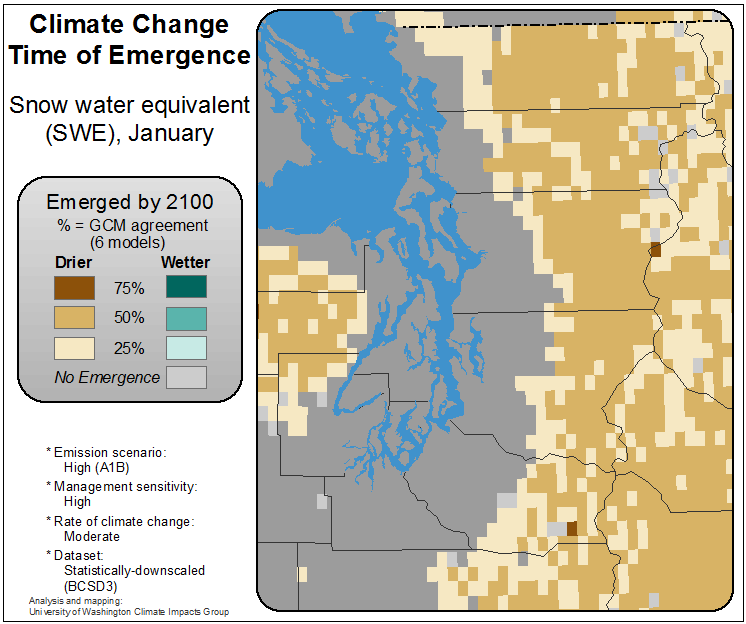 Climate Change
Time of Emergence
Snow water equivalent
(SWE), January
Emerged by 2100
% = GCM agreement
(6 models)
Drier Wetter
75%
50%
25%
No Emergence
* Emission scenario:
High (A1B)
* Management sensitivity:
High
* Rate of climate change:
Moderate
* Dataset:
Statistically-downscaled
(BCSD3)
Analysis and mapping:
University of Washington Climate Impacts Group